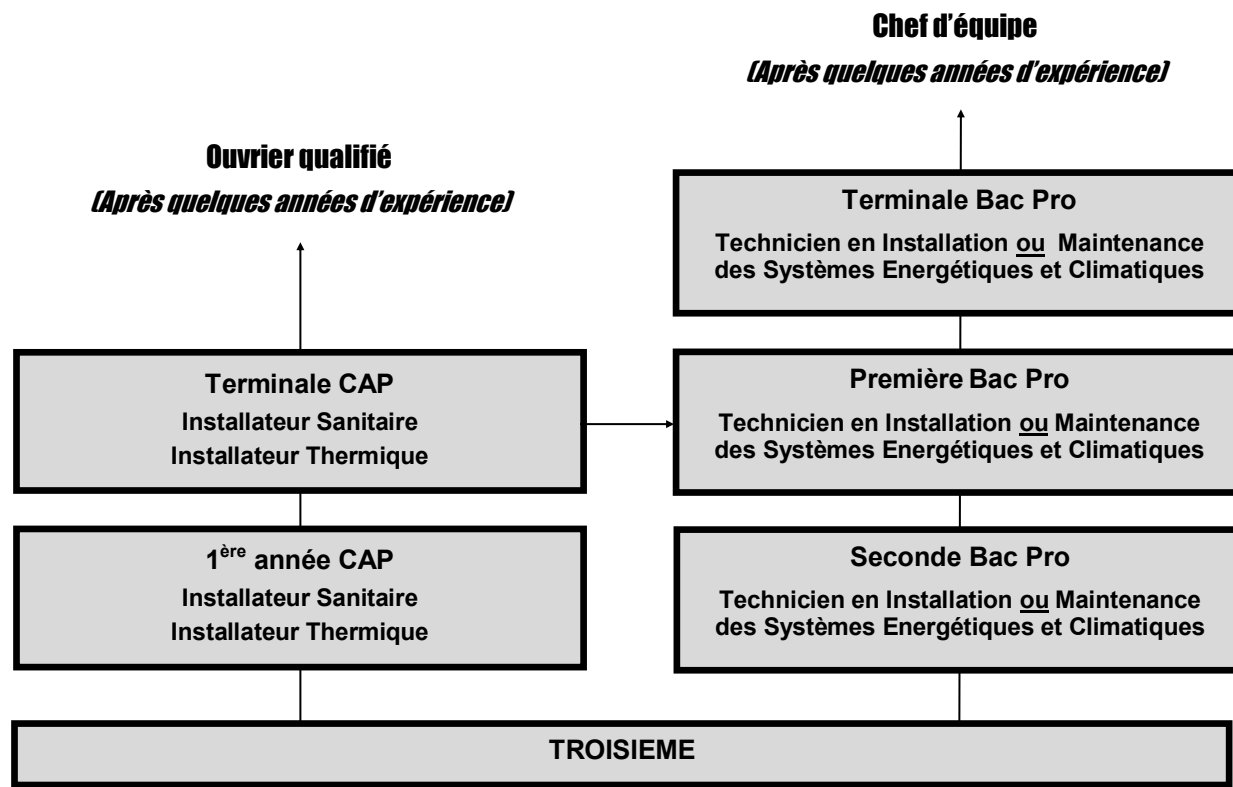 Chef d'équipe
(Après quelques années d'expérience)
Ouvrier qualifié
(Après quelques années d'expérience)
Terminale Bac Pro
Technicien en Installation ou Maintenance
des Systèmes Energétiques et Climatiques
Terminale CAP
Installateur Sanitaire
Installateur Thermique
Première Bac Pro
Technicien en Installation ou Maintenance
des Systèmes Energétiques et Climatiques
1ère année CAP
Installateur Sanitaire
Installateur Thermique
Seconde Bac Pro
Technicien en Installation ou Maintenance
des Systèmes Energétiques et Climatiques
TROISIEME